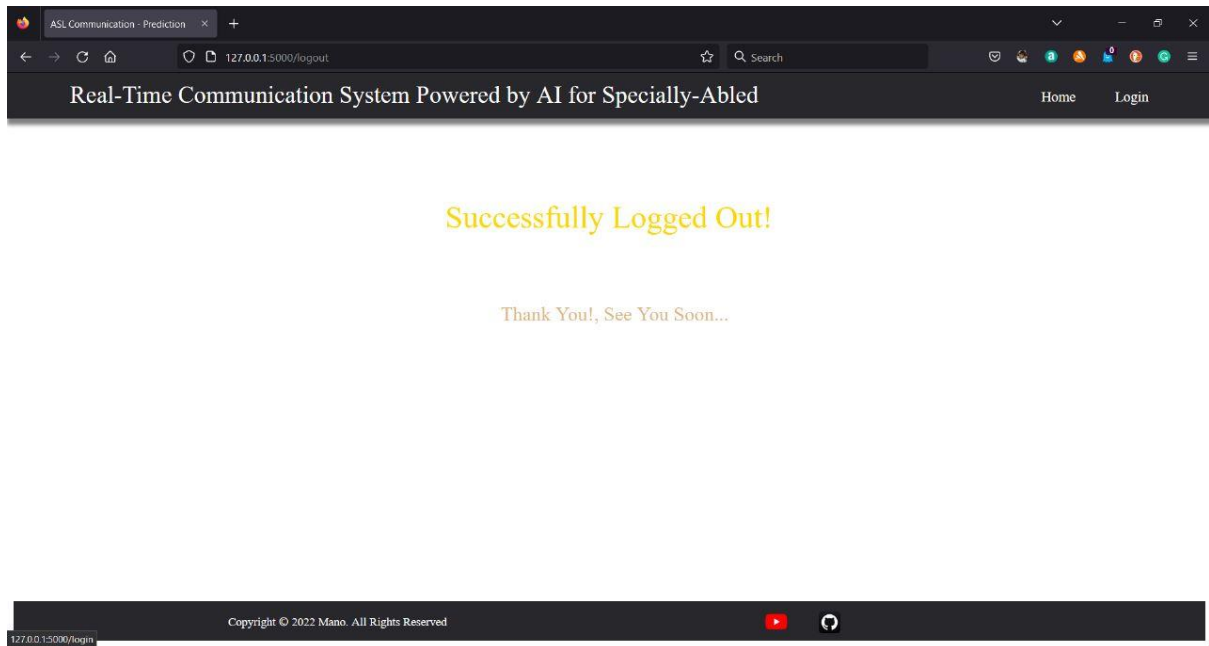 ASL Communication - Prediction
127.0.0.1:5000/logout
Search
0
a
G
Real-Time Communication System Powered by AI for Specially-Abled
Home Login
Successfully Logged Out!
Thank You!, See You Soon...
Copyright © 2022 Mano. All Rights Reserved
127.0.0.1:5000/login